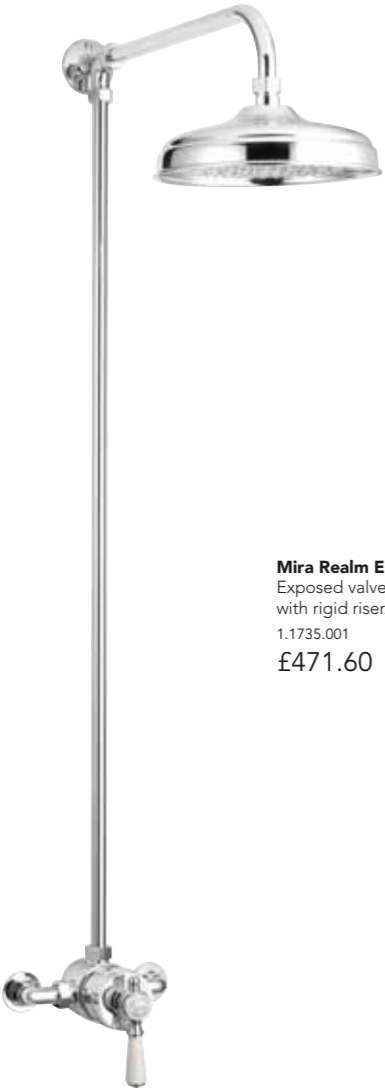 Mira Realm E
Exposed valve
with rigid riser
1.1735.001
£471.60